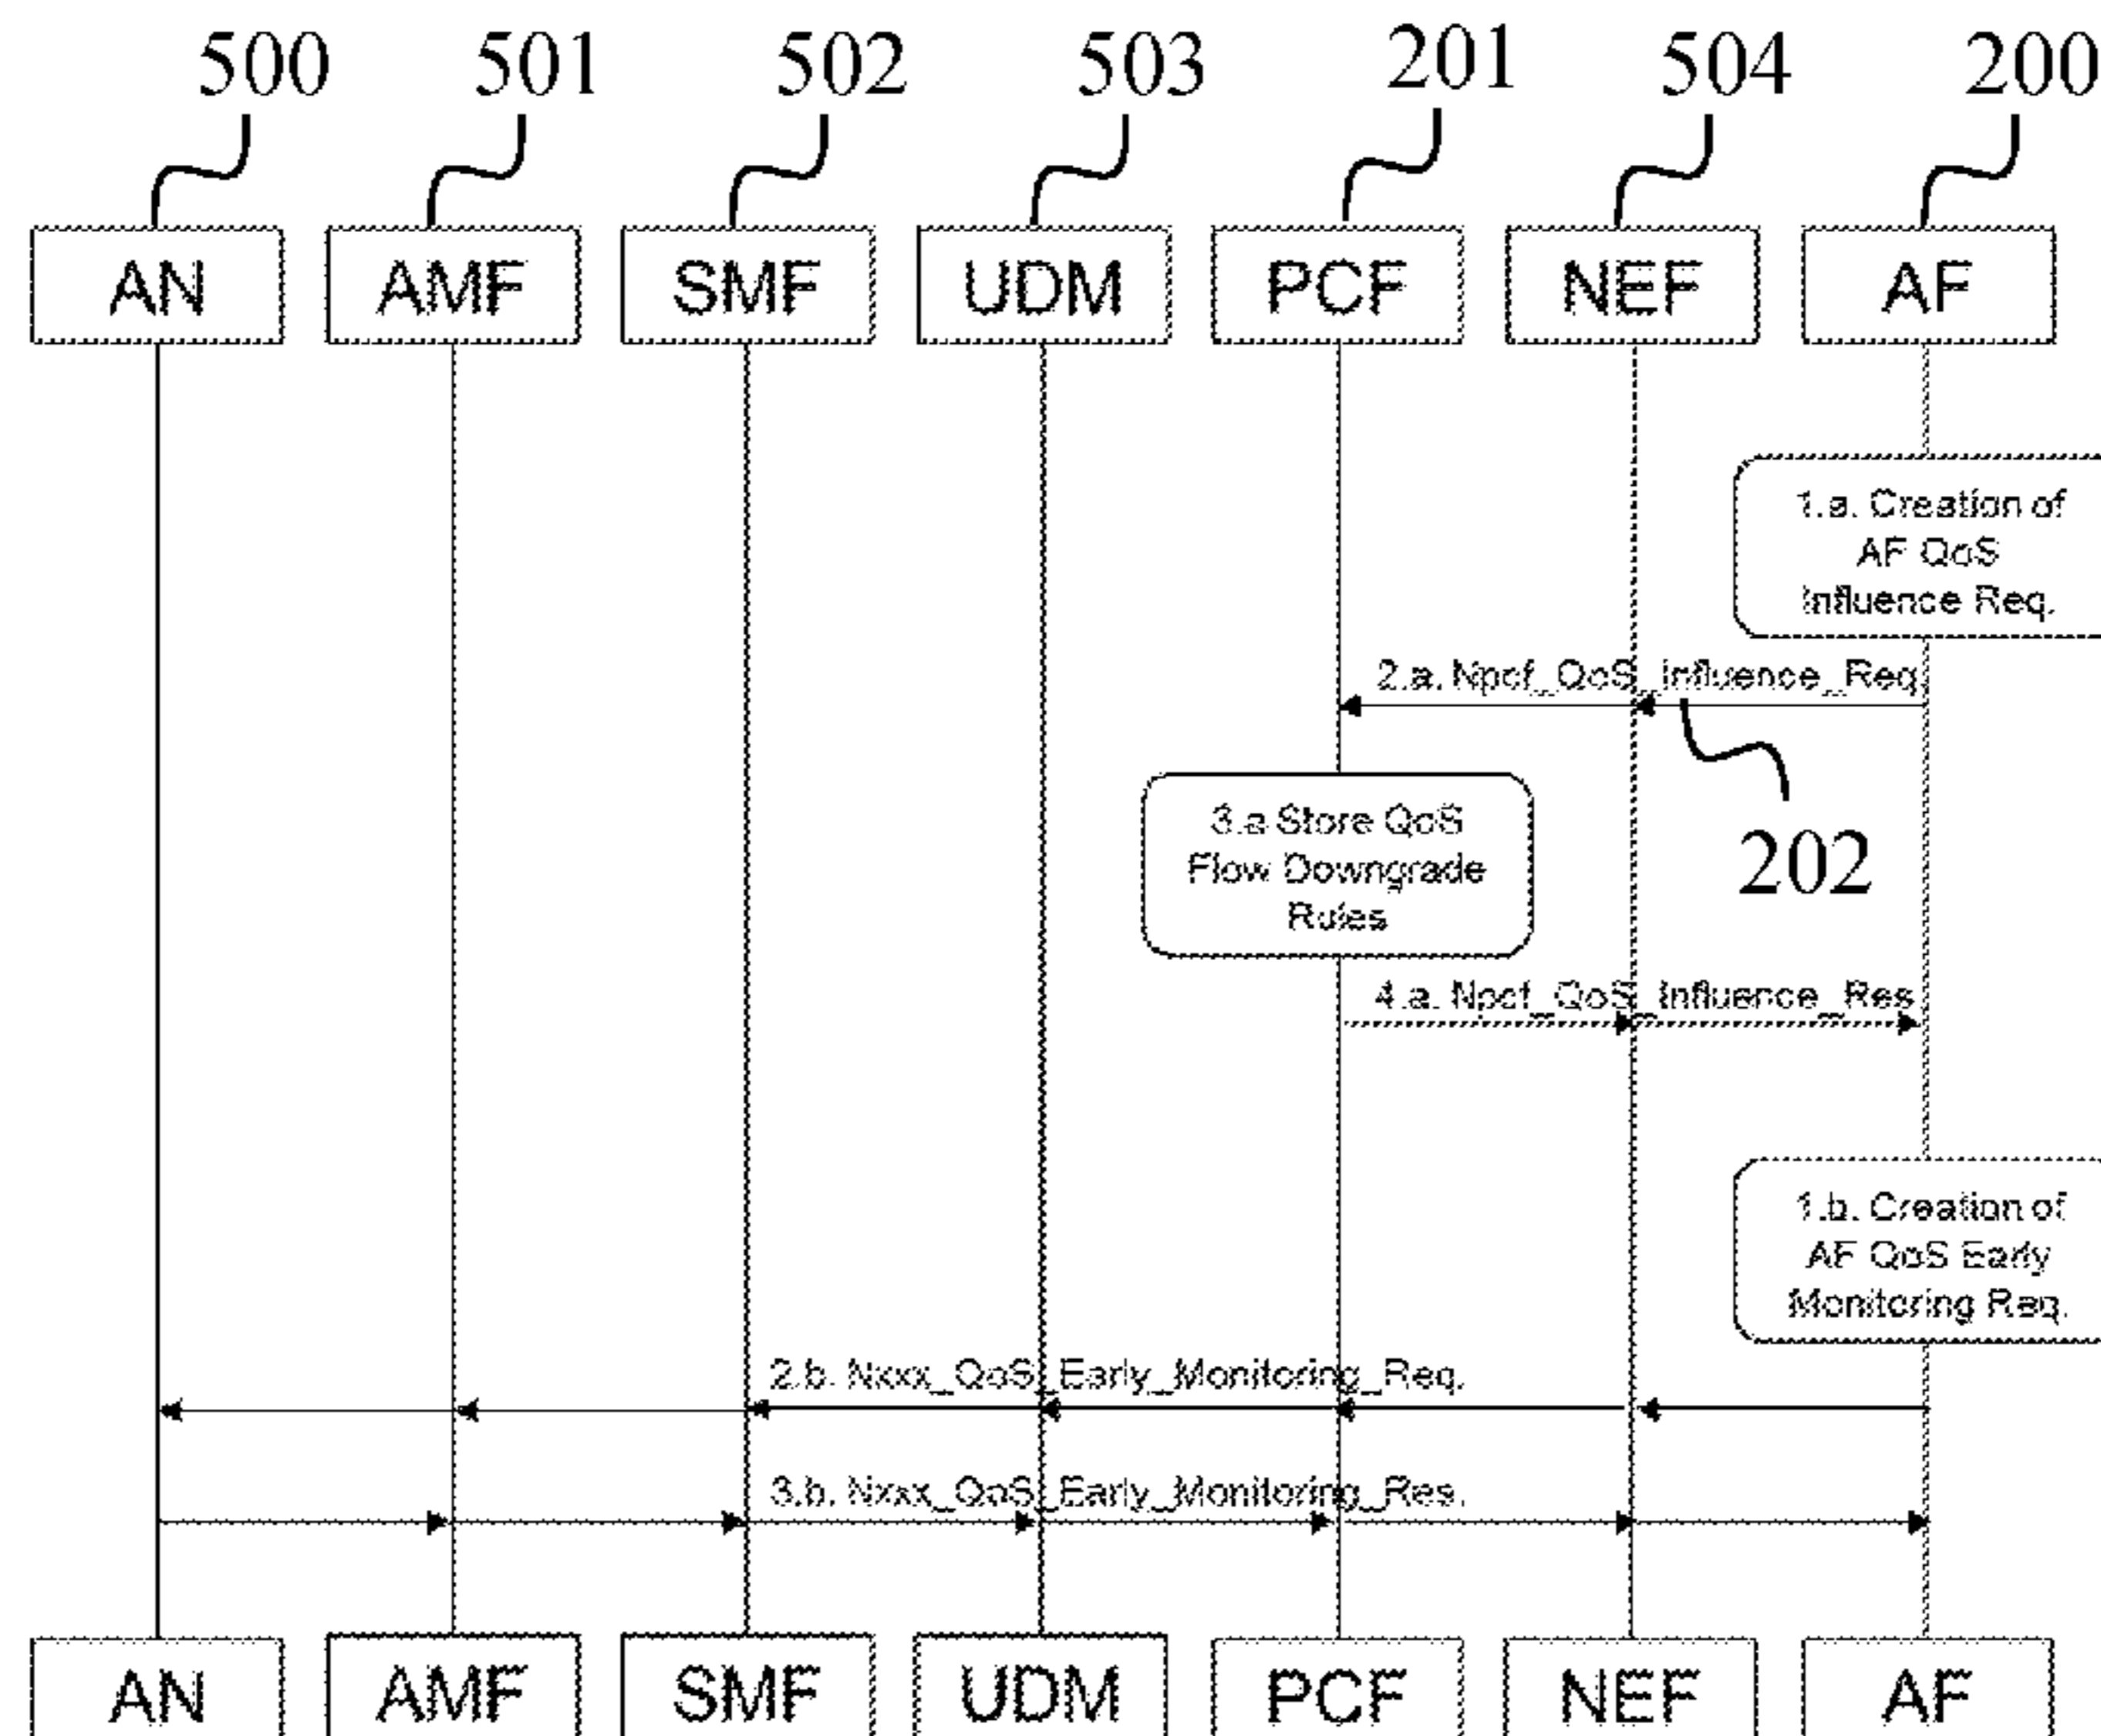 500 501 502 503 201 504 200
AN AMF SMF UDM PCF NEF AF
1.a. Creation of
AF QoS
Influence Req.
2.a. Npcf_QoS_Influence_Req.
202
3.a Store QoS
Flow Downgrade
Rules
4.a. Npcf_QoS_Influence_Res
1.b. Creation of
AF QoS Early
Monitoring Req.
2.b. Nxxx_QoS_Early_Monitoring_Req.
3.b. Nxxx_QoS_Early_Monitoring_Res.
AN AMF SMF UDM PCF NEF AF